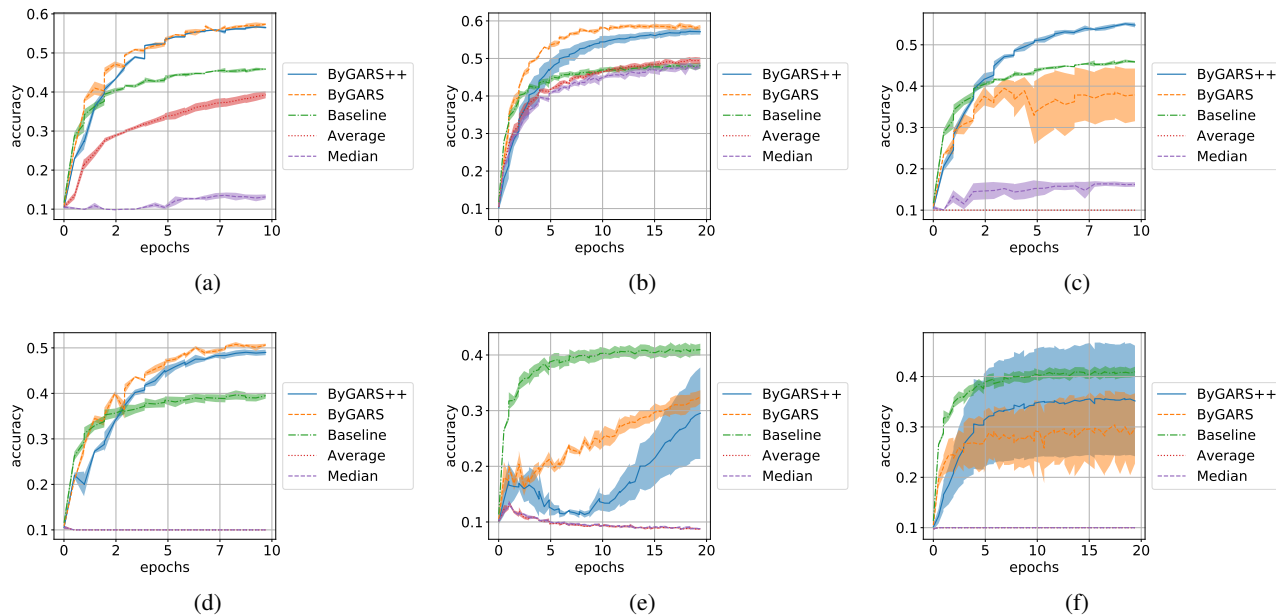 0.6
0.5
0.4
0.3
0.2
0.1
accuracy
0 2 5 7 10
epochs
ByGARS++
ByGARS
Baseline
Average
Median
(a)
0.6
0.5
0.4
0.3
0.2
0.1
accuracy
0 5 10 15 20
epochs
ByGARS++
ByGARS
Baseline
Average
Median
(b)
0.5
0.4
0.3
0.2
0.1
accuracy
0 2 5 7 10
epochs
ByGARS++
ByGARS
Baseline
Average
Median
(c)
0.5
0.4
0.3
0.2
0.1
accuracy
0 2 5 7 10
epochs
ByGARS++
ByGARS
Baseline
Average
Median
(d)
0.4
0.3
0.2
0.1
accuracy
0 5 10 15 20
epochs
ByGARS++
ByGARS
Baseline
Average
Median
(e)
0.4
0.3
0.2
0.1
accuracy
0 5 10 15 20
epochs
ByGARS++
ByGARS
Baseline
Average
Median
(f)